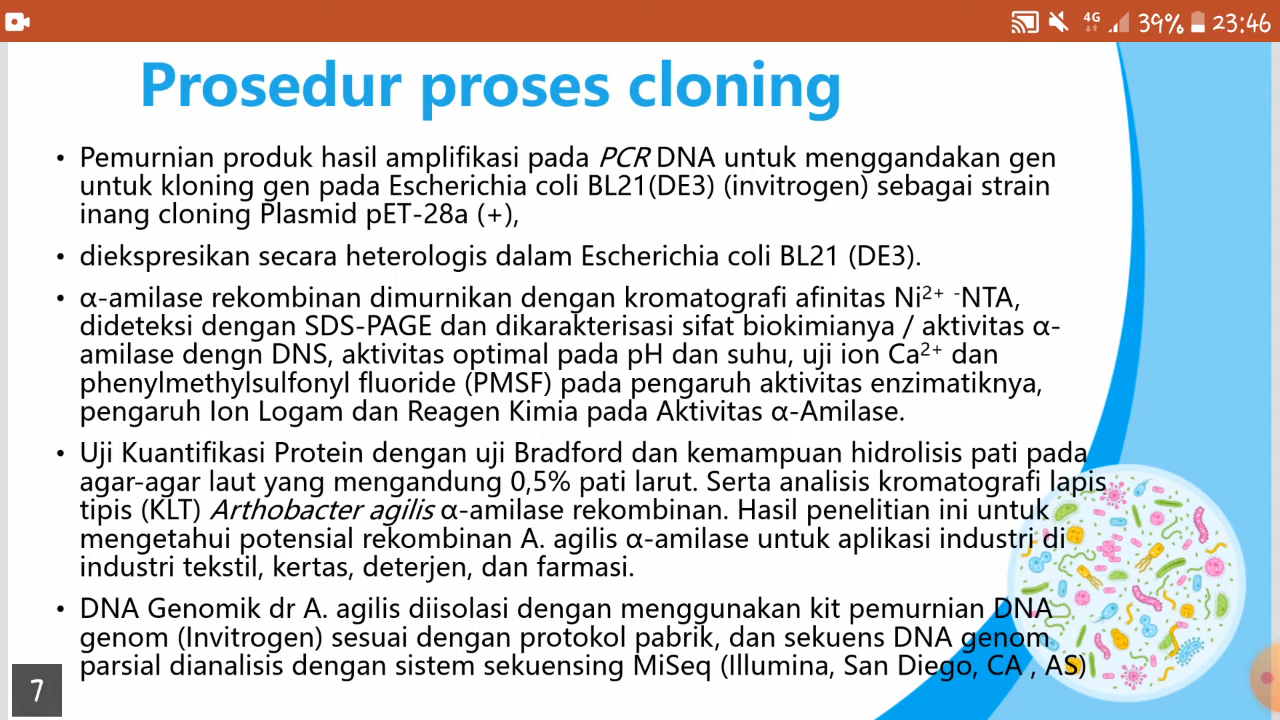 4G 39% 23:46
Prosedur proses cloning
• Pemurnian produk hasil amplifikasi pada PCR DNA untuk menggandakan gen
untuk kloning gen pada Escherichia coli BL21(DE3) (invitrogen) sebagai strain
inang cloning Plasmid pET-28a (+),
• diekspresikan secara heterologis dalam Escherichia coli BL21 (DE3).
• α-amilase rekombinan dimurnikan dengan kromatografi afinitas Ni²⁺ ⁻NTA,
dideteksi dengan SDS-PAGE dan dikarakterisasi sifat biokimianya / aktivitas α-
amilase dengn DNS, aktivitas optimal pada pH dan suhu, uji ion Ca²⁺ dan
phenylmethylsulfonyl fluoride (PMSF) pada pengaruh aktivitas enzimatiknya,
pengaruh Ion Logam dan Reagen Kimia pada Aktivitas α-Amilase.
• Uji Kuantifikasi Protein dengan uji Bradford dan kemampuan hidrolisis pati pada
agar-agar laut yang mengandung 0,5% pati larut. Serta analisis kromatografi lapis
tipis (KLT) Arthobacter agilis α-amilase rekombinan. Hasil penelitian ini untuk
mengetahui potensial rekombinan A. agilis α-amilase untuk aplikasi industri di
industri tekstil, kertas, deterjen, dan farmasi.
• DNA Genomik dr A. agilis diisolasi dengan menggunakan kit pemurnian DNA
genom (Invitrogen) sesuai dengan protokol pabrik, dan sekuens DNA genom
parsial dianalisis dengan sistem sekuensing MiSeq (Illumina, San Diego, CA , AS)
7